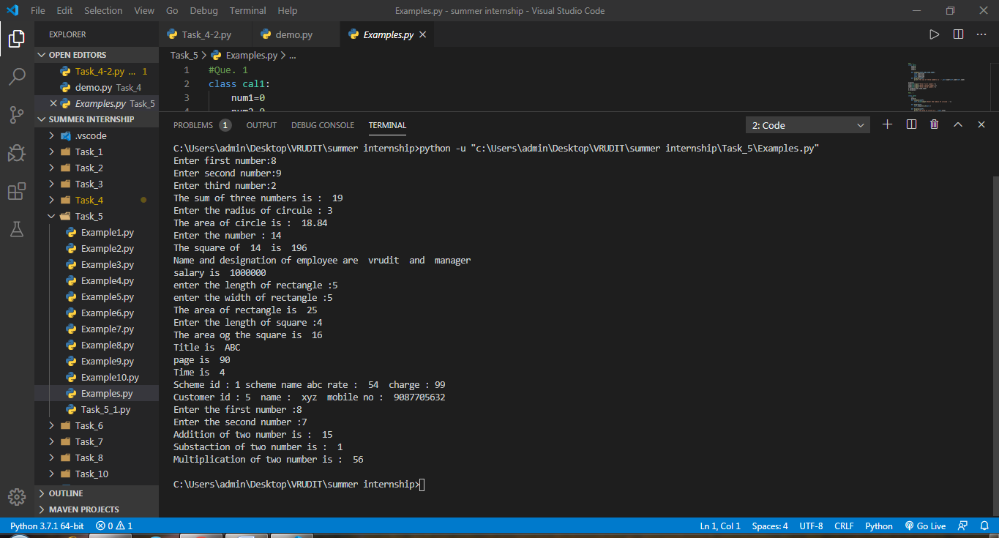 File Edit Selection View Go Debug Terminal Help Examples.py - summer internship - Visual Studio Code
EXPLORER
OPEN EDITORS
Task_4-2.py ... 1
demo.py Task_4
Examples.py Task_5
SUMMER INTERNSHIP
.vscode
Task_1
Task_2
Task_3
Task_4
Task_5
Example1.py
Example2.py
Example3.py
Example4.py
Example5.py
Example6.py
Example7.py
Example8.py
Example9.py
Example10.py
Examples.py
Task_5_1.py
Task_6
Task_7
Task_8
Task_10
OUTLINE
MAVEN PROJECTS
Task_4-2.py demo.py Examples.py
Task_5 > Examples.py > ...
1 #Que. 1
2 class cal1:
3 num1=0
4 num2=0
PROBLEMS 1 OUTPUT DEBUG CONSOLE TERMINAL 2: Code
C:\Users\admin\Desktop\VRUDIT\summer internship>python -u "c:\Users\admin\Desktop\VRUDIT\summer internship\Task_5\Examples.py"
Enter first number:8
Enter second number:9
Enter third number:2
The sum of three numbers is :  19
Enter the radius of circule : 3
The area of circle is :  18.84
Enter the number : 14
The square of  14  is  196
Name and designation of employee are  vrudit  and  manager
salary is  1000000
enter the length of rectangle :5
enter the width of rectangle :5
The area of rectangle is  25
Enter the length of square :4
The area og the square is  16
Title is  ABC
page is  90
Time is  4
Scheme id : 1 scheme name abc rate :  54  charge : 99
Customer id : 5  name :  xyz  mobile no :  9087705632
Enter the first number :8
Enter the second number :7
Addition of two number is :  15
Substaction of two number is :  1
Multiplication of two number is :  56
C:\Users\admin\Desktop\VRUDIT\summer internship>
Python 3.7.1 64-bit 0 1 Ln 1, Col 1 Spaces: 4 UTF-8 CRLF Python Go Live